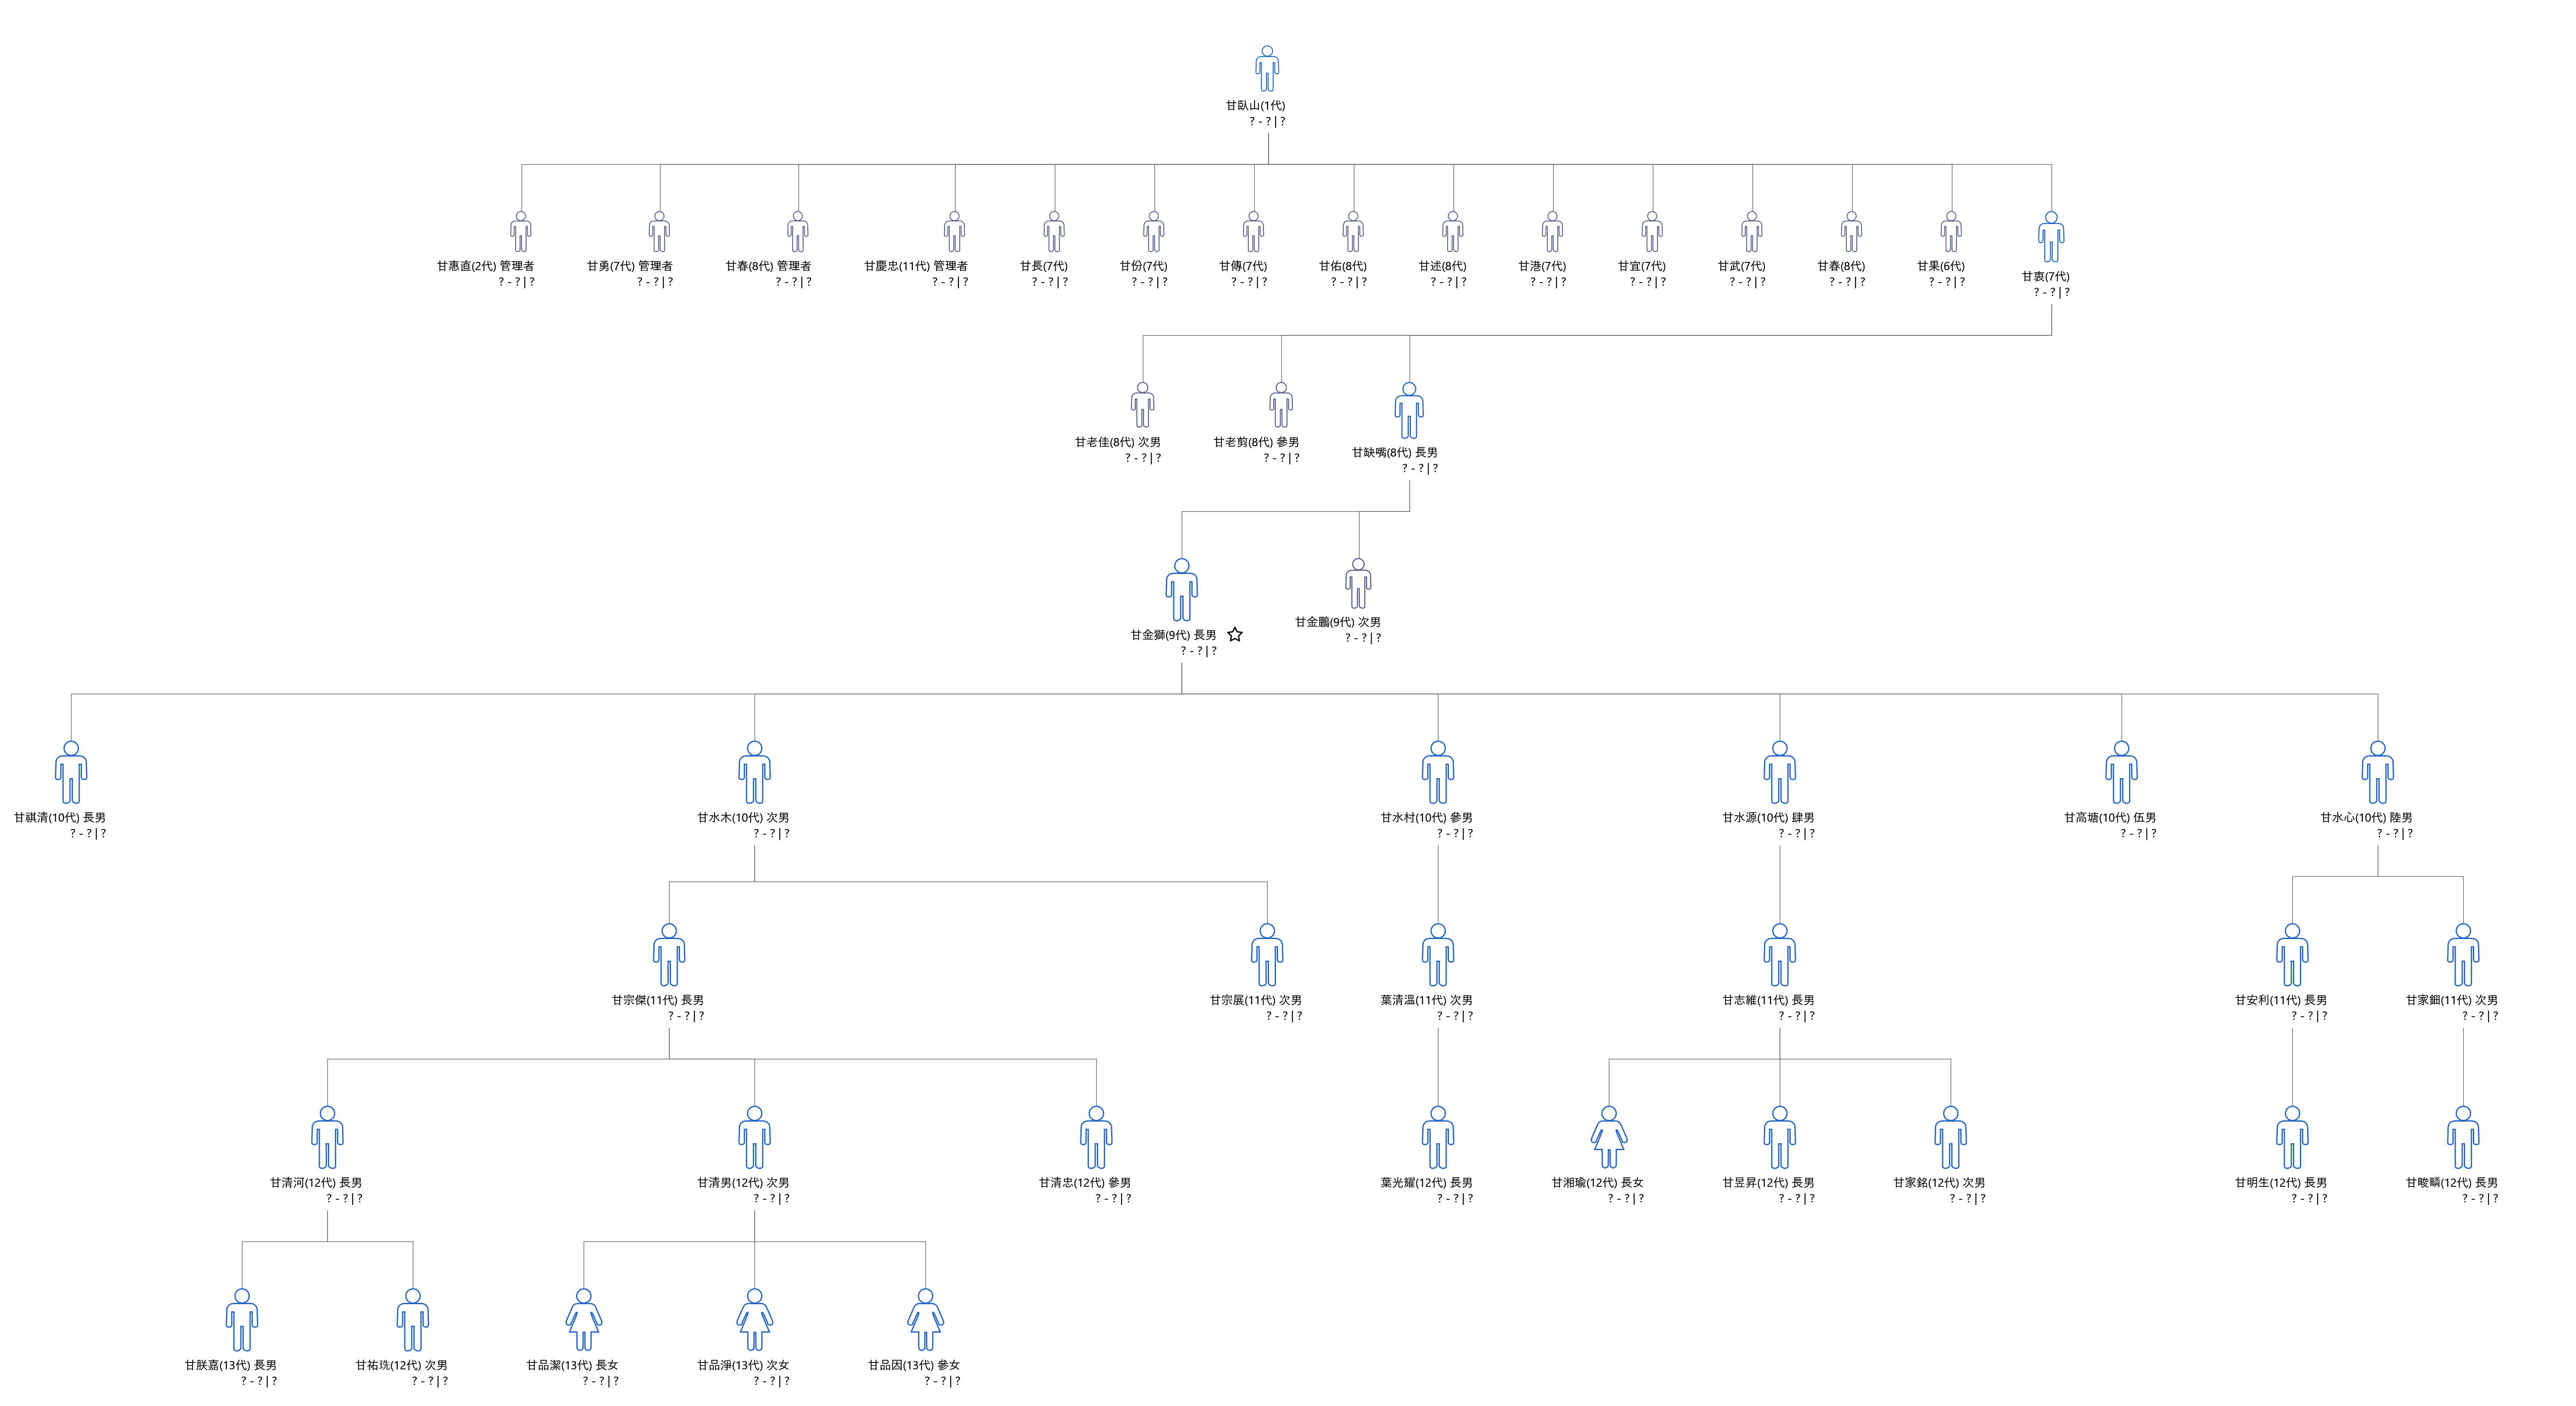 甘臥山(1代)
? - ? | ?
甘惠直(2代) 管理者
? - ? | ?
甘勇(7代) 管理者
? - ? | ?
甘春(8代) 管理者
? - ? | ?
甘慶忠(11代) 管理者
? - ? | ?
甘長(7代)
? - ? | ?
甘份(7代)
? - ? | ?
甘傳(7代)
? - ? | ?
甘佑(8代)
? - ? | ?
甘述(8代)
? - ? | ?
甘港(7代)
? - ? | ?
甘宜(7代)
? - ? | ?
甘武(7代)
? - ? | ?
甘春(8代)
? - ? | ?
甘果(6代)
? - ? | ?
甘衷(7代)
? - ? | ?
甘老佳(8代) 次男
? - ? | ?
甘老剪(8代) 參男
? - ? | ?
甘缺嘴(8代) 長男
? - ? | ?
甘金獅(9代) 長男
? - ? | ?
甘金鵬(9代) 次男
? - ? | ?
甘祺清(10代) 長男
? - ? | ?
甘水木(10代) 次男
? - ? | ?
甘水村(10代) 參男
? - ? | ?
甘水源(10代) 肆男
? - ? | ?
甘高塘(10代) 伍男
? - ? | ?
甘水心(10代) 陸男
? - ? | ?
甘宗傑(11代) 長男
? - ? | ?
甘宗展(11代) 次男
? - ? | ?
葉清溫(11代) 次男
? - ? | ?
甘志維(11代) 長男
? - ? | ?
甘安利(11代) 長男
? - ? | ?
甘家鈿(11代) 次男
? - ? | ?
甘清河(12代) 長男
? - ? | ?
甘清男(12代) 次男
? - ? | ?
甘清忠(12代) 參男
? - ? | ?
葉光耀(12代) 長男
? - ? | ?
甘湘瑜(12代) 長女
? - ? | ?
甘昱昇(12代) 長男
? - ? | ?
甘家銘(12代) 次男
? - ? | ?
甘明生(12代) 長男
? - ? | ?
甘畯瞵(12代) 長男
? - ? | ?
甘朕嘉(13代) 長男
? - ? | ?
甘祐珗(12代) 次男
? - ? | ?
甘品潔(13代) 長女
? - ? | ?
甘品淨(13代) 次女
? - ? | ?
甘品因(13代) 參女
? - ? | ?